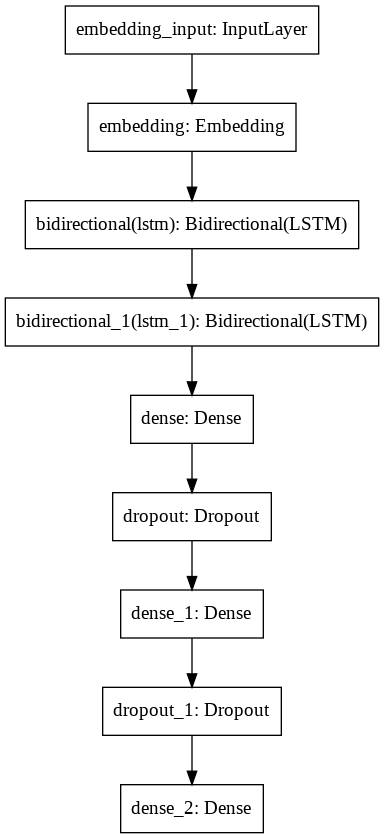 embedding_input: InputLayer
embedding: Embedding
bidirectional(lstm): Bidirectional(LSTM)
bidirectional_1(lstm_1): Bidirectional(LSTM)
dense: Dense
dropout: Dropout
dense_1: Dense
dropout_1: Dropout
dense_2: Dense